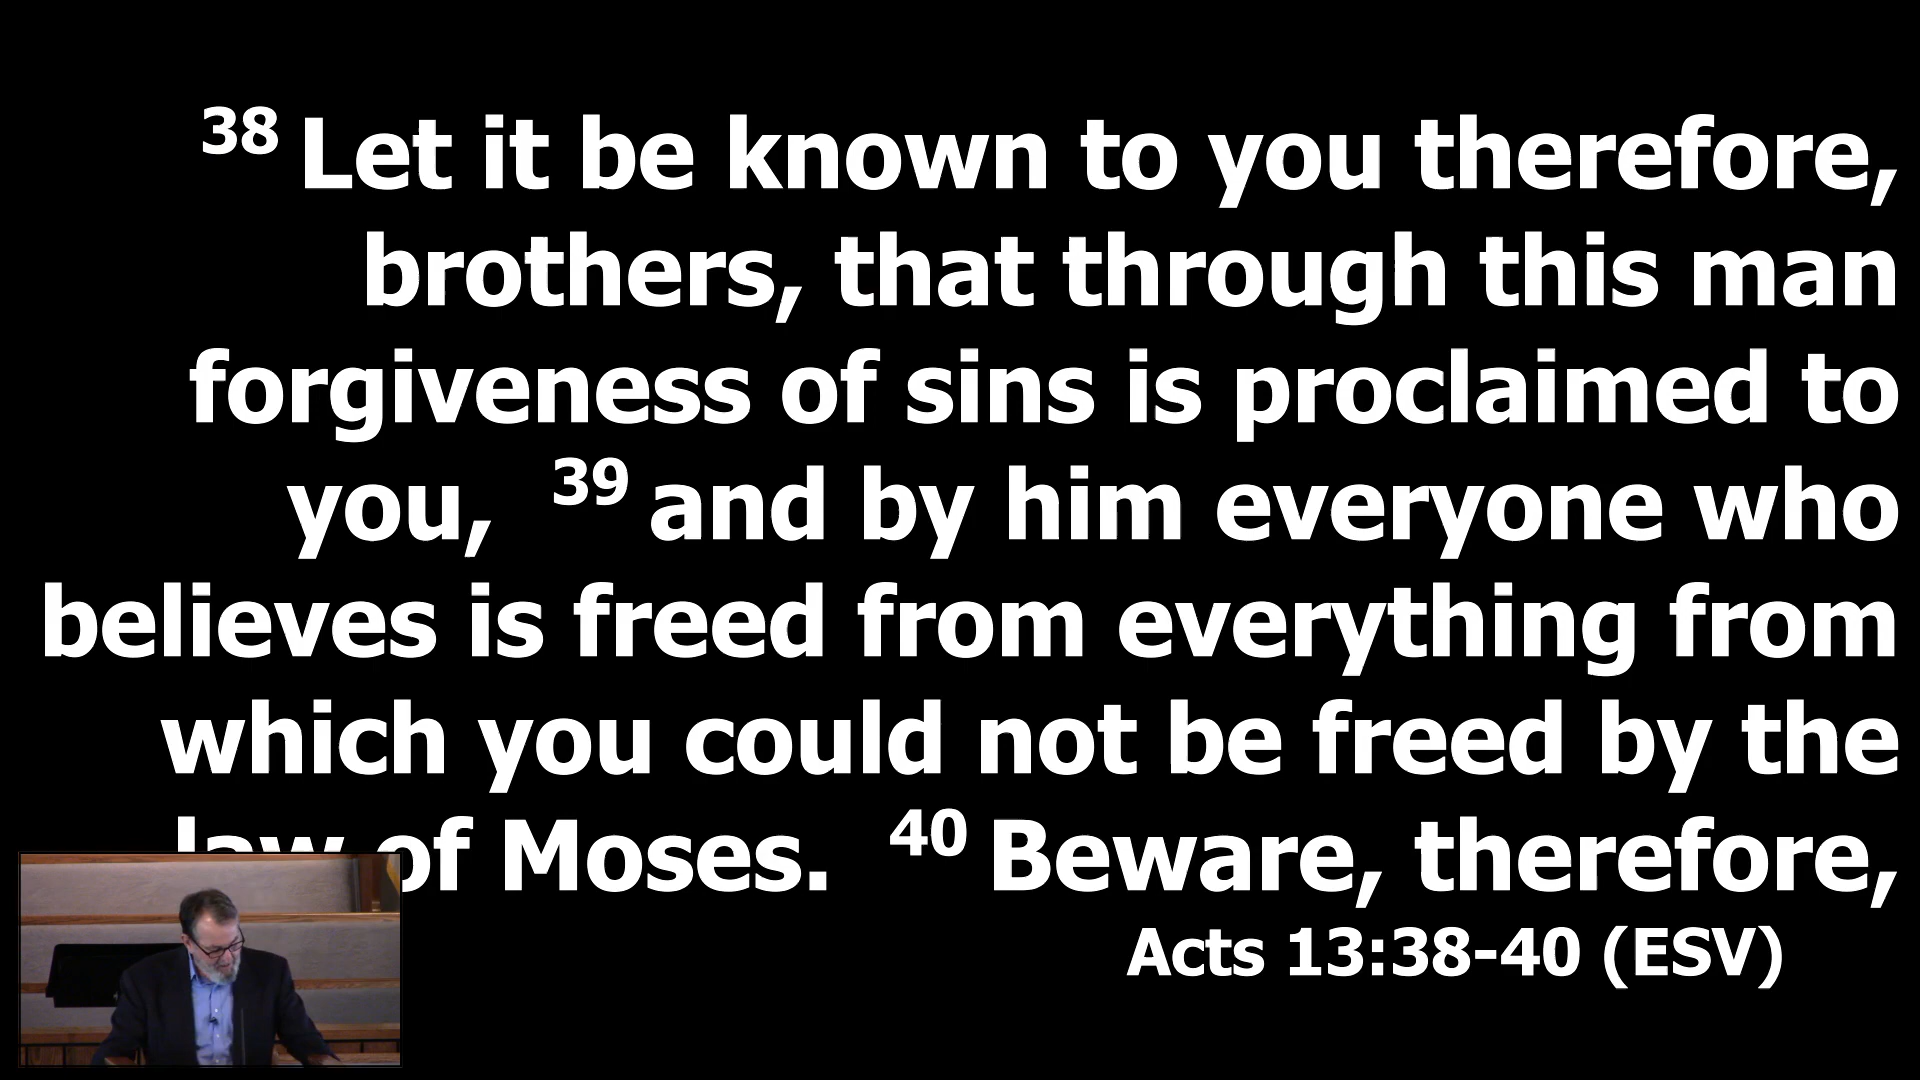 38 Let it be known to you therefore,
brothers, that through this man
forgiveness of sins is proclaimed to
you, 39 and by him everyone who
believes is freed from everything from
which you could not be freed by the
law of Moses. 40 Beware, therefore,
Acts 13:38-40 (ESV)